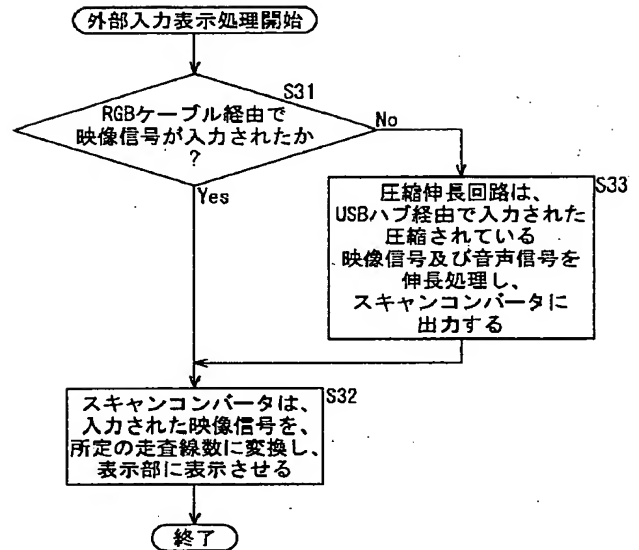 外部入力表示処理開始
S31
RGBケーブル経由で
映像信号が入力されたか
?
No
Yes
S33
圧縮伸長回路は、
USBハブ経由で入力された
圧縮されている
映像信号及び音声信号を
伸長処理し、
スキャンコンバータに
出力する
S32
スキャンコンバータは、
入力された映像信号を、
所定の走査線数に変換し、
表示部に表示させる
終了